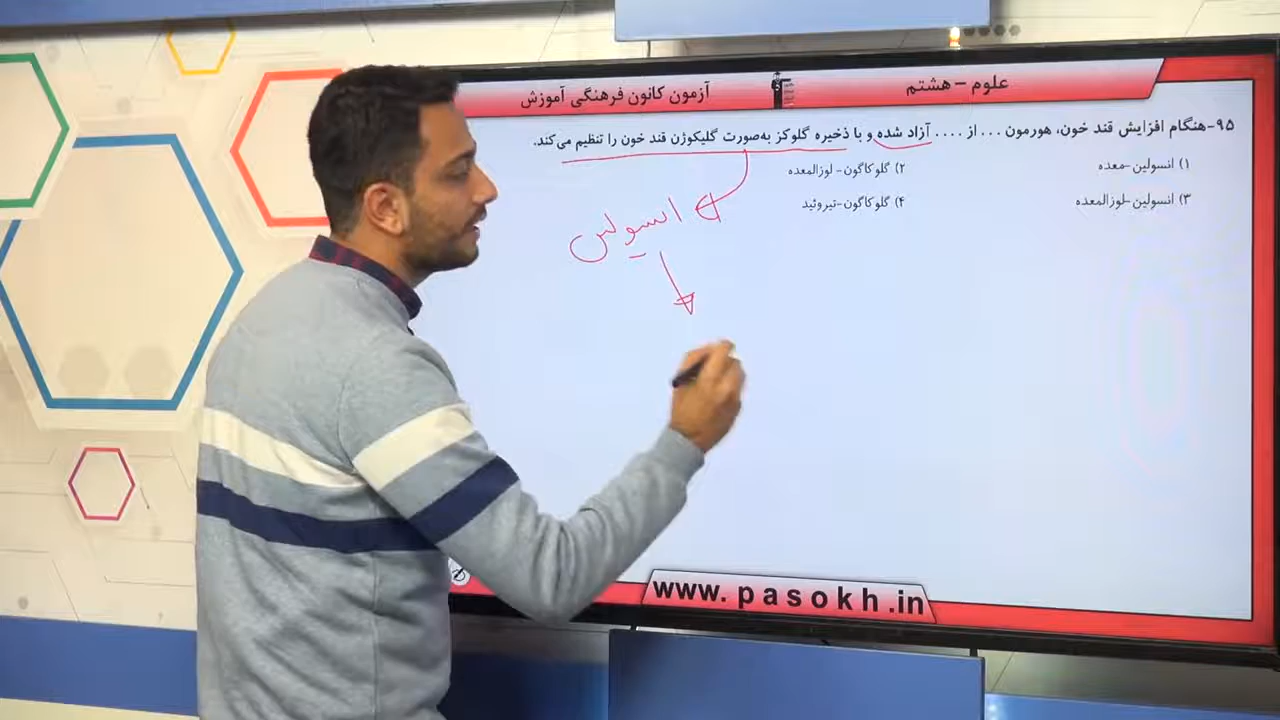 علوم – هشتم
آزمون کانون فرهنگی آموزش
۹۵-هنگام افزایش قند خون، هورمون ... از .... آزاد شده و با ذخیره گلوکز به‌صورت گلیکوژن قند خون را تنظیم می‌کند.
۱) انسولین-معده
۲) گلوکاگون- لوزالمعده
۳) انسولین-لوزالمعده
۴) گلوکاگون-تیروئید
انسولین
www.pasokh.in